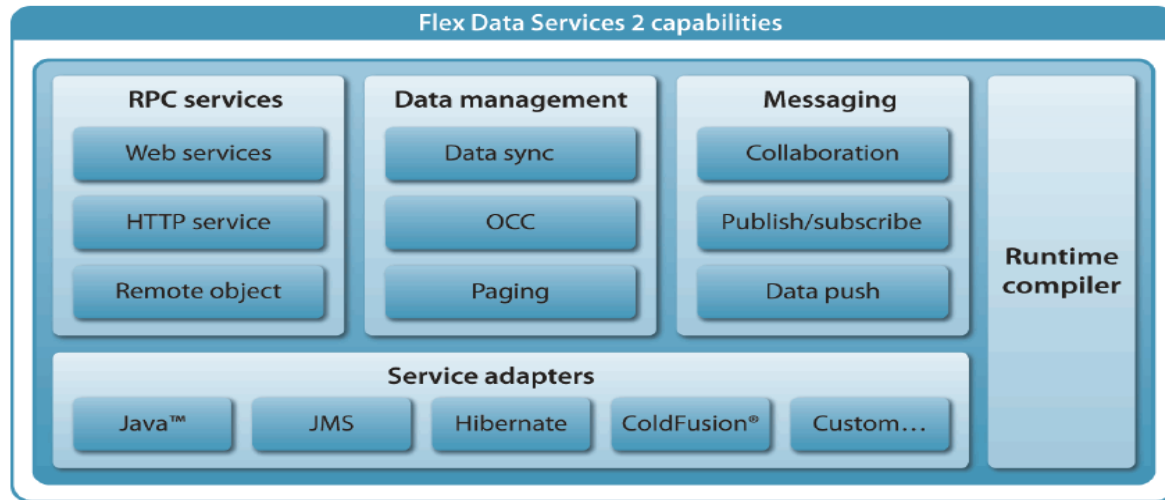 Flex Data Services 2 capabilities
RPC services
Web services
HTTP service
Remote object
Data management
Data sync
OCC
Paging
Messaging
Collaboration
Publish/subscribe
Data push
Runtime
compiler
Service adapters
Java™
JMS
Hibernate
ColdFusion®
Custom…